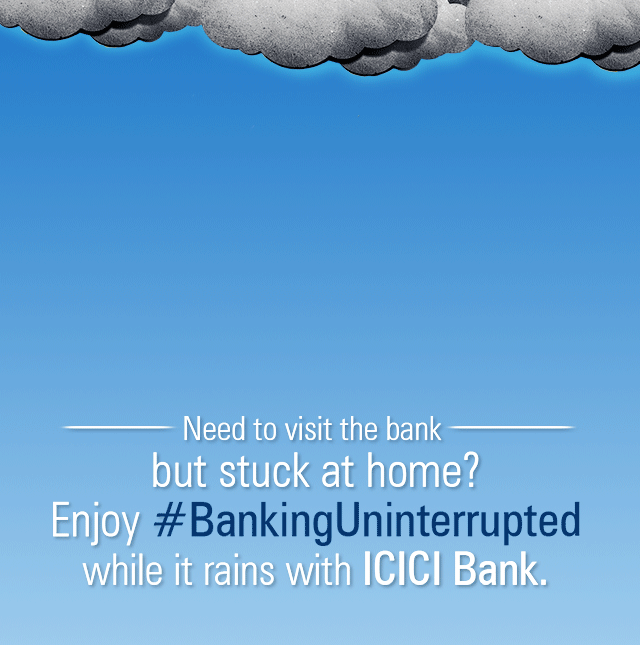 Need to visit the bank
but stuck at home?
Enjoy #BankingUninterrupted
while it rains with ICICI Bank.